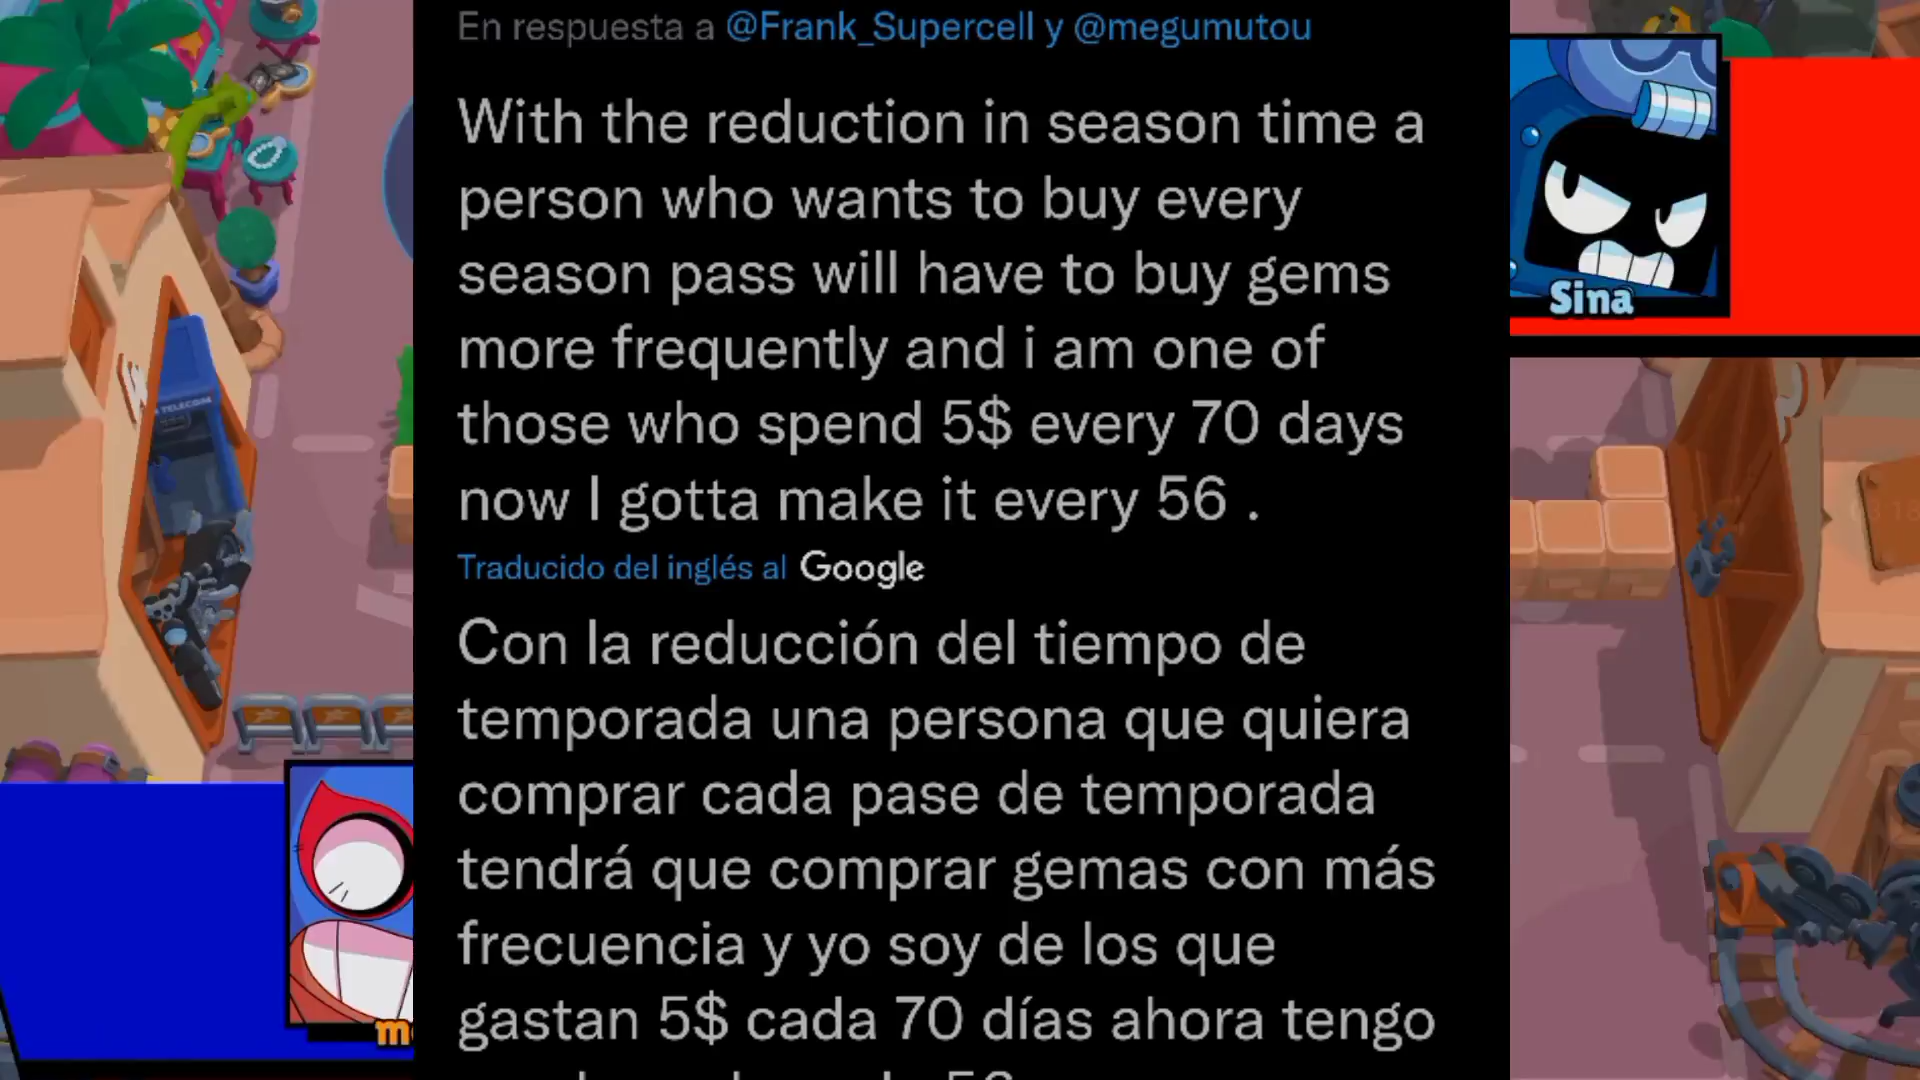 En respuesta a @Frank_Supercell y @megumutou
With the reduction in season time a
person who wants to buy every
season pass will have to buy gems
more frequently and i am one of
those who spend 5$ every 70 days
now I gotta make it every 56 .
Traducido del inglés al Google
Con la reducción del tiempo de
temporada una persona que quiera
comprar cada pase de temporada
tendrá que comprar gemas con más
frecuencia y yo soy de los que
gastan 5$ cada 70 días ahora tengo
Sina
TELECOM